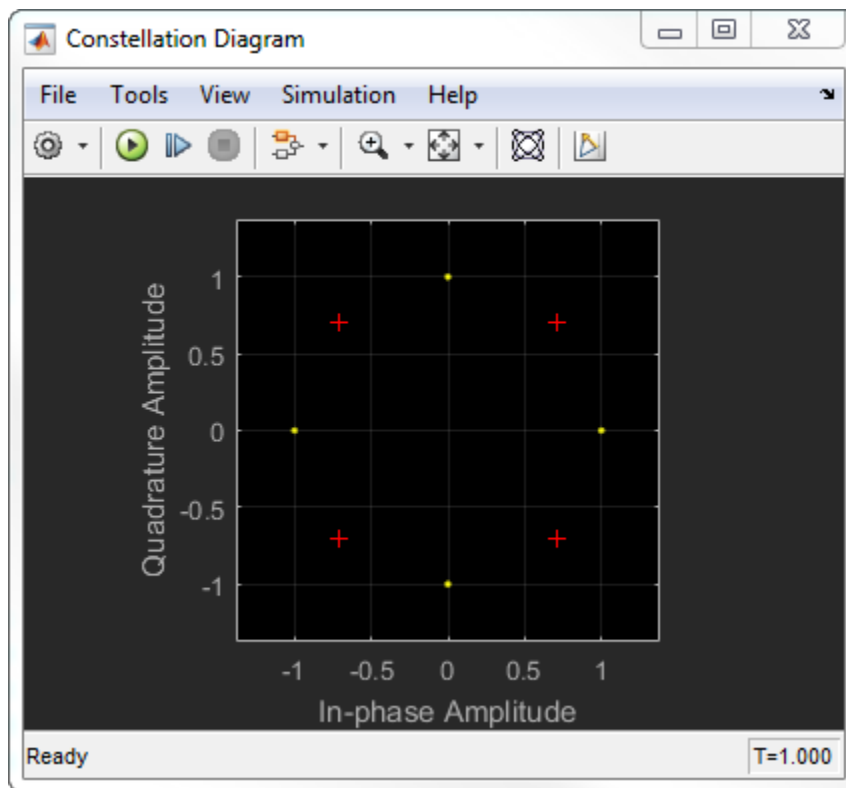 Constellation Diagram
File Tools View Simulation Help
1
0.5
0
-0.5
-1
Quadrature Amplitude
-1 -0.5 0 0.5 1
In-phase Amplitude
Ready T=1.000